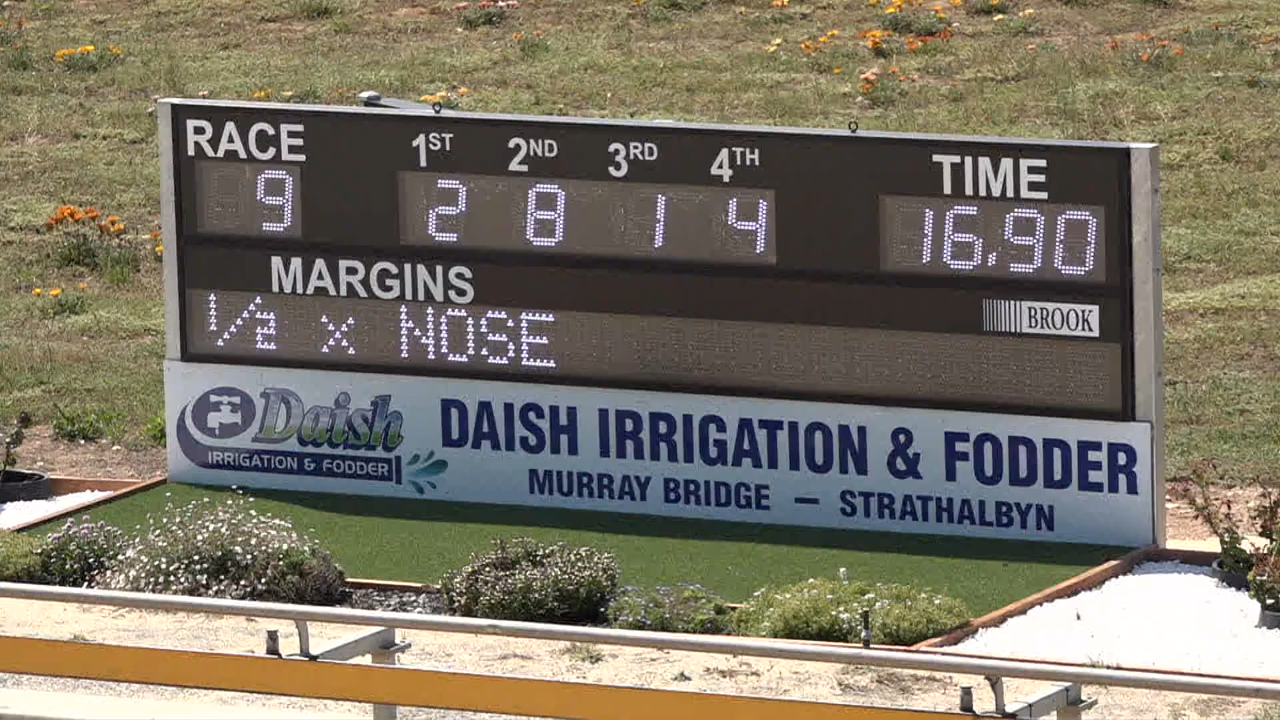 RACE 1ST 2ND 3RD 4TH TIME
9 2 8 1 4 16.90
MARGINS
1/2 x NOSE
BROOK
Daish
IRRIGATION & FODDER
DAISH IRRIGATION & FODDER
MURRAY BRIDGE – STRATHALBYN